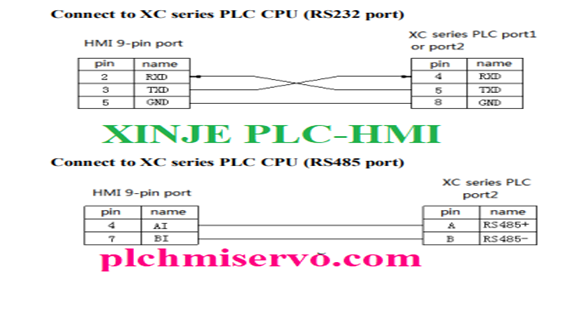 Connect to XC series PLC CPU (RS232 port)
HMI 9-pin port
XC series PLC port1
or port2
pin name
2 RXD
3 TXD
5 GND
pin name
4 RXD
5 TXD
8 GND
XINJE PLC-HMI
Connect to XC series PLC CPU (RS485 port)
HMI 9-pin port
XC series PLC
port2
pin name
4 AI
7 BI
pin name
A RS485+
B RS485-
plchmiservo.com